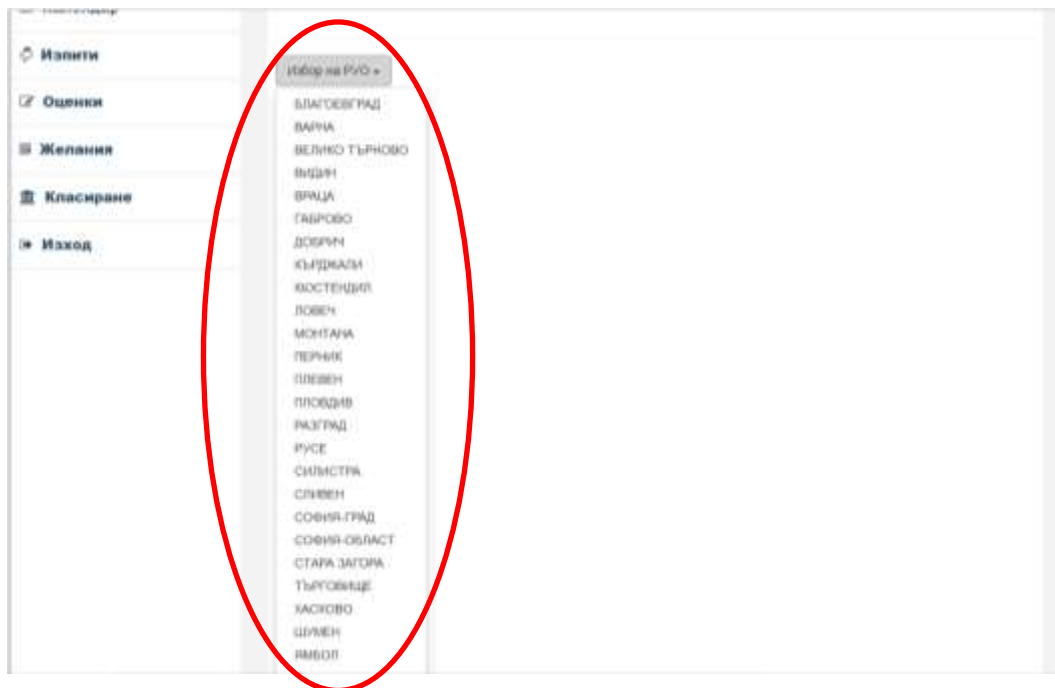 Изпити
Оценки
Желания
Класиране
Изход
Избор на РУО
БЛАГОЕВГРАД
ВАРНА
ВЕЛИКО ТЪРНОВО
ВИДИН
ВРАЦА
ГАБРОВО
ДОБРИЧ
КЪРДЖАЛИ
КЮСТЕНДИЛ
ЛОВЕЧ
МОНТАНА
ПЕРНИК
ПЛЕВЕН
ПЛОВДИВ
РАЗГРАД
РУСЕ
СИЛИСТРА
СЛИВЕН
СОФИЯ-ГРАД
СОФИЯ-ОБЛАСТ
СТАРА ЗАГОРА
ТЪРГОВИЩЕ
ХАСКОВО
ШУМЕН
ЯМБОЛ